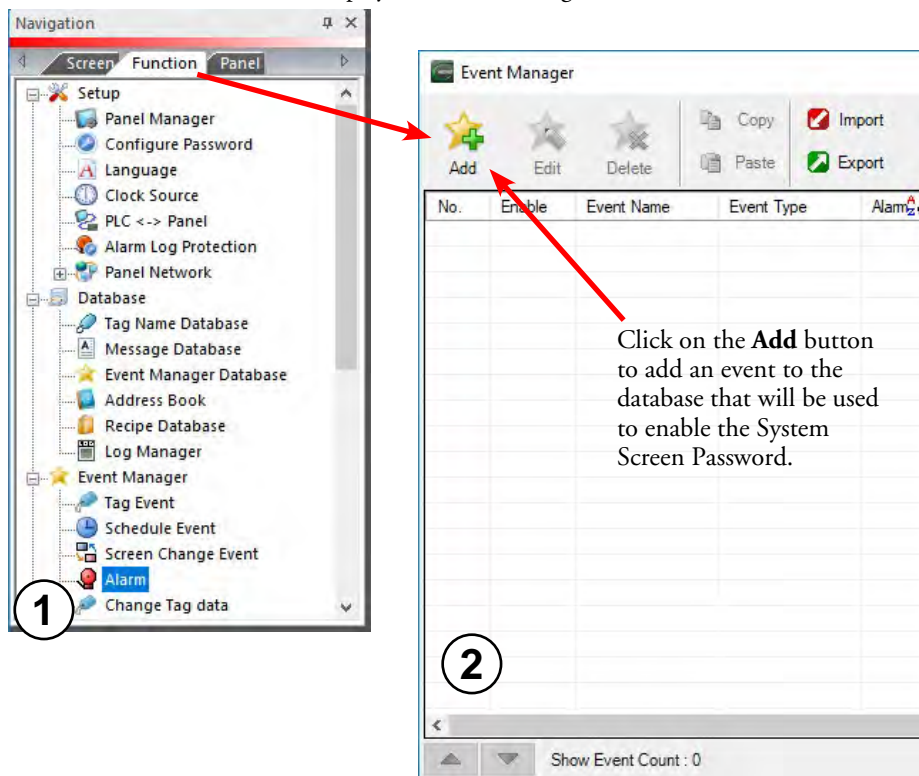 Navigation
Screen Function Panel
Setup
Panel Manager
Configure Password
Language
Clock Source
PLC <-> Panel
Alarm Log Protection
Panel Network
Database
Tag Name Database
Message Database
Event Manager Database
Address Book
Recipe Database
Log Manager
Event Manager
Tag Event
Schedule Event
Screen Change Event
Alarm
Change Tag data
1
Event Manager
Add Edit Delete Copy Paste Import Export
No. Enable Event Name Event Type Alarm
Click on the Add button
to add an event to the
database that will be used
to enable the System
Screen Password.
2
Show Event Count : 0